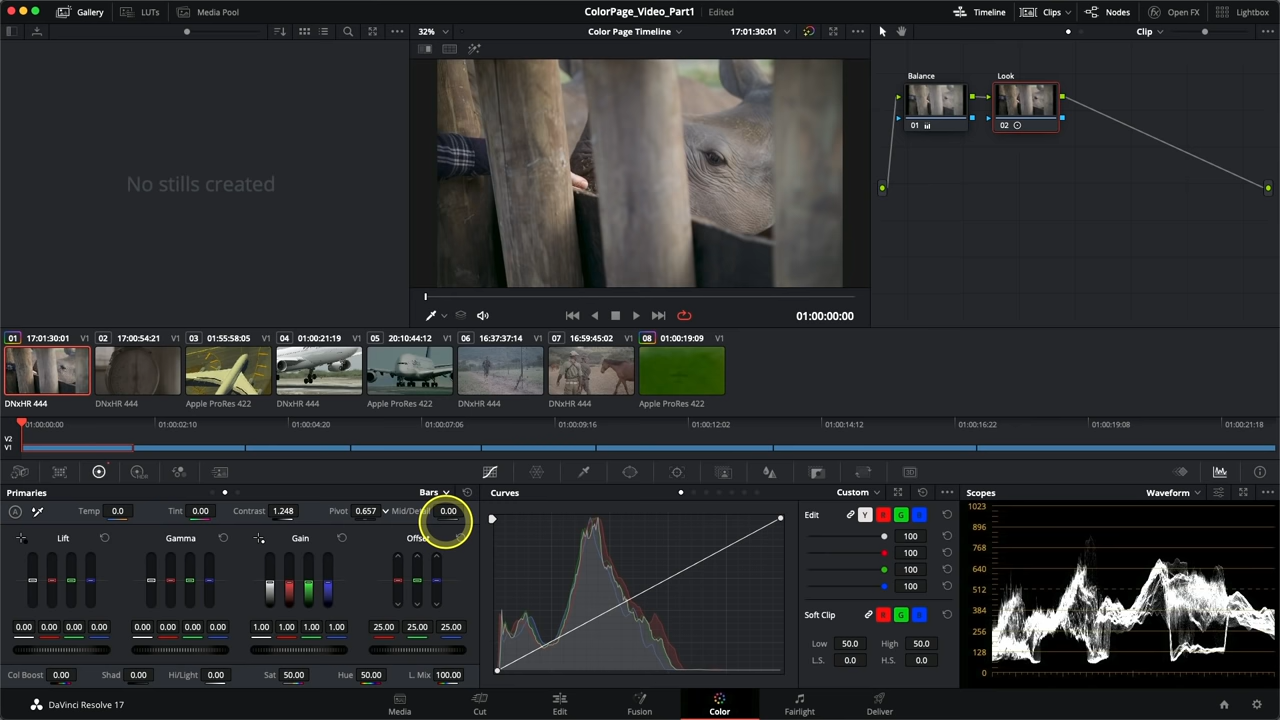 Gallery LUTs Media Pool ColorPage_Video_Part1 Edited Timeline Clips Nodes Open FX Lightbox
32% Color Page Timeline 17:01:30:01 Clip
No stills created
Balance Look
01 02
01:00:00:00
01 17:01:30:01 V1 02 17:00:54:21 V1 03 01:55:58:05 V1 04 01:00:21:19 V1 05 20:10:44:12 V1 06 16:37:37:14 V1 07 16:59:45:02 V1 08 01:00:19:09 V1
DNxHR 444 DNxHR 444 Apple ProRes 422 DNxHR 444 Apple ProRes 422 DNxHR 444 DNxHR 444 Apple ProRes 422
01:00:00:00 01:00:02:10 01:00:04:20 01:00:07:06 01:00:09:16 01:00:12:02 01:00:14:12 01:00:16:22 01:00:19:08 01:00:21:18
V2
V1
Primaries Bars Curves Custom Scopes Waveform
Temp 0.0 Tint 0.00 Contrast 1.248 Pivot 0.657 Mid/Detail 0.00
Lift Gamma Gain Offset
0.00 0.00 0.00 0.00 0.00 0.00 0.00 0.00 1.00 1.00 1.00 1.00 25.00 25.00 25.00
Col Boost 0.00 Shad 0.00 Hi/Light 0.00 Sat 50.00 Hue 50.00 L. Mix 100.00
Edit Y R G B
100
100
100
100
Soft Clip R G B
Low 50.0 High 50.0
L.S. 0.0 H.S. 0.0
1023
896
768
640
512
384
256
128
0
DaVinci Resolve 17 Media Cut Edit Fusion Color Fairlight Deliver